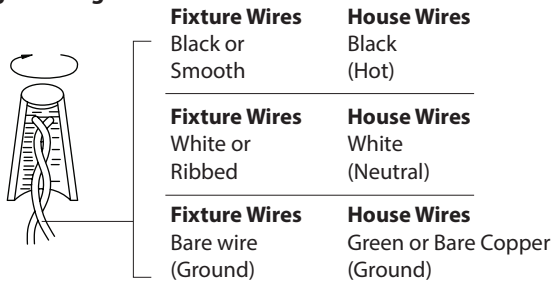 Fixture Wires House Wires
Black or Black
Smooth (Hot)
Fixture Wires House Wires
White or White
Ribbed (Neutral)
Fixture Wires House Wires
Bare wire Green or Bare Copper
(Ground) (Ground)